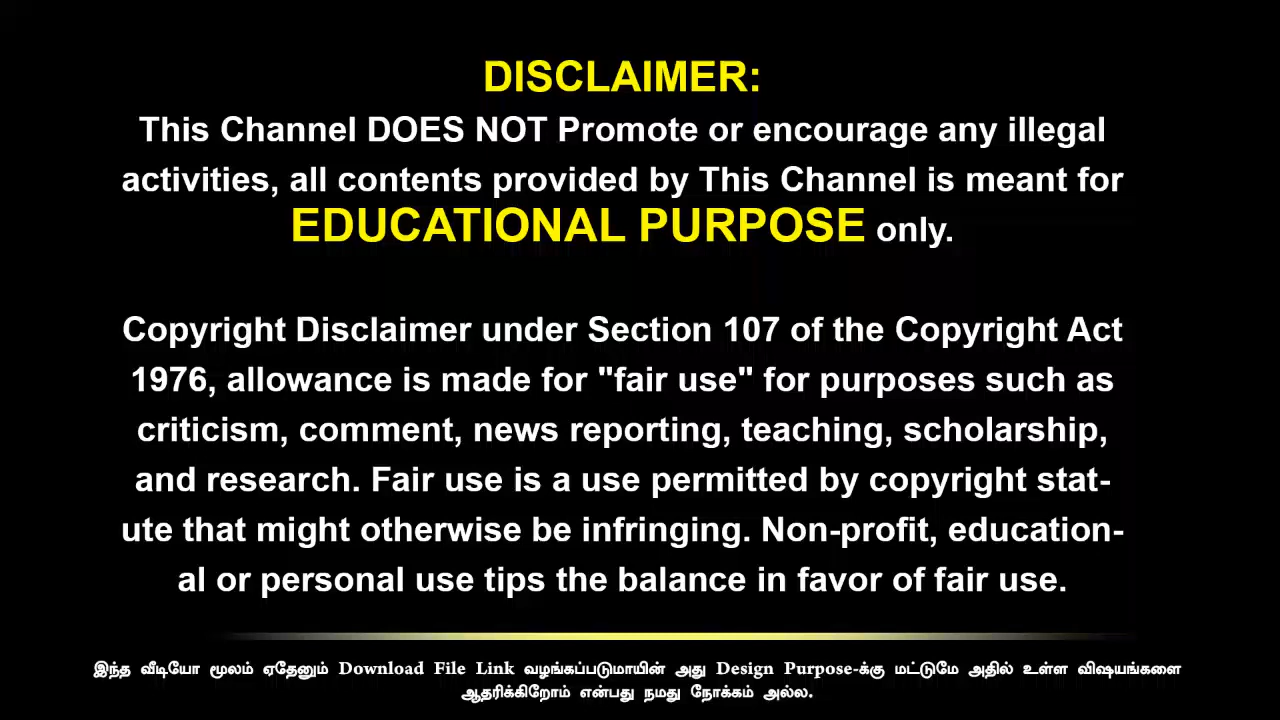 DISCLAIMER:
This Channel DOES NOT Promote or encourage any illegal
activities, all contents provided by This Channel is meant for
EDUCATIONAL PURPOSE only.
Copyright Disclaimer under Section 107 of the Copyright Act
1976, allowance is made for "fair use" for purposes such as
criticism, comment, news reporting, teaching, scholarship,
and research. Fair use is a use permitted by copyright stat-
ute that might otherwise be infringing. Non-profit, education-
al or personal use tips the balance in favor of fair use.
இந்த வீடியோ மூலம் ஏதேனும் Download File Link வழங்கப்படுமாயின் அது Design Purpose-க்கு மட்டுமே அதில் உள்ள விஷயங்களை
ஆதரிக்கிறோம் என்பது நமது நோக்கம் அல்ல.